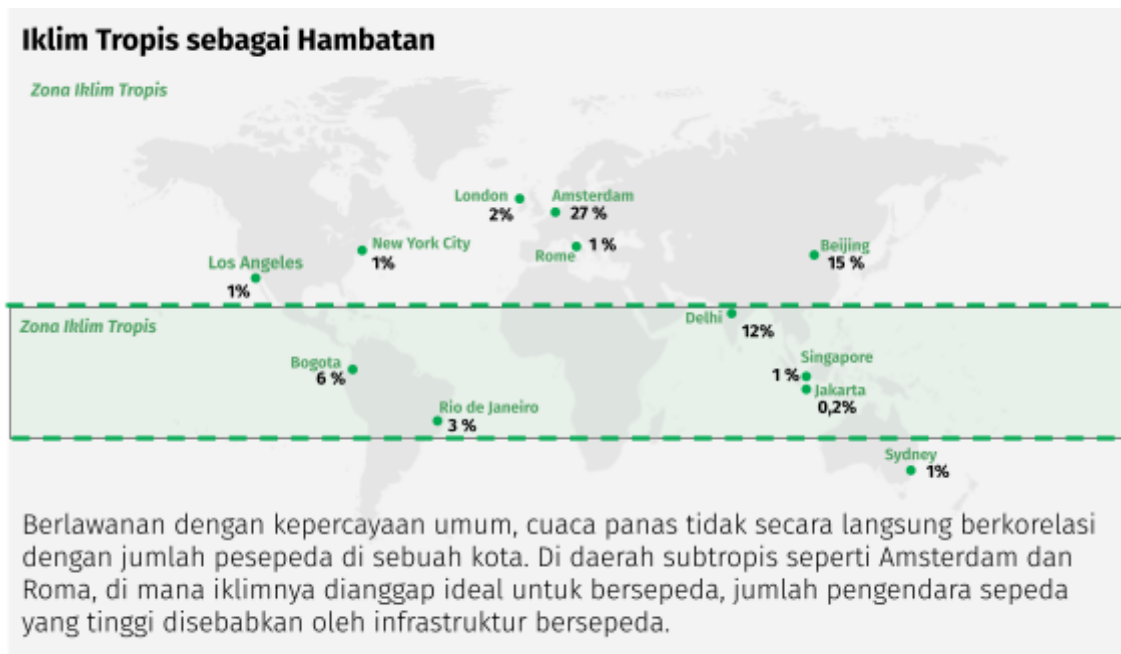 Iklim Tropis sebagai Hambatan
Zona Iklim Tropis
London
2%
Amsterdam
27 %
New York City
1%
Rome
1 %
Beijing
15 %
Los Angeles
1%
Zona Iklim Tropis
Delhi
12%
Bogota
6 %
Singapore
1 %
Jakarta
0,2%
Rio de Janeiro
3 %
Sydney
1%
Berlawanan dengan kepercayaan umum, cuaca panas tidak secara langsung berkorelasi
dengan jumlah pesepeda di sebuah kota. Di daerah subtropis seperti Amsterdam dan
Roma, di mana iklimnya dianggap ideal untuk bersepeda, jumlah pengendara sepeda
yang tinggi disebabkan oleh infrastruktur bersepeda.